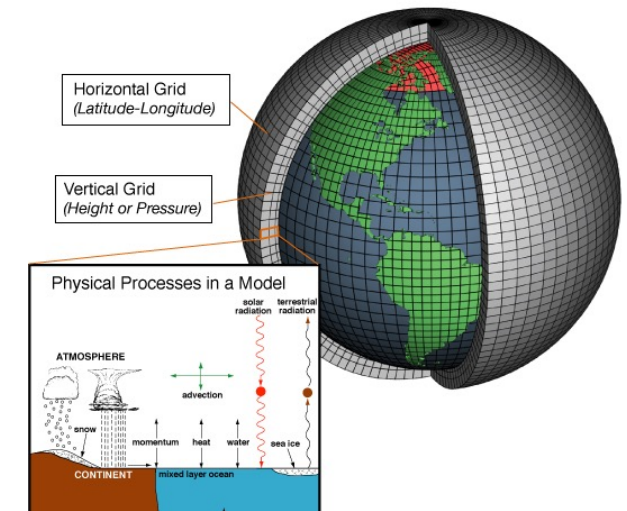 Horizontal Grid
(Latitude-Longitude)
Vertical Grid
(Height or Pressure)
Physical Processes in a Model
solar terrestrial
radiation radiation
ATMOSPHERE
advection
snow
momentum heat water sea ice
CONTINENT mixed layer ocean